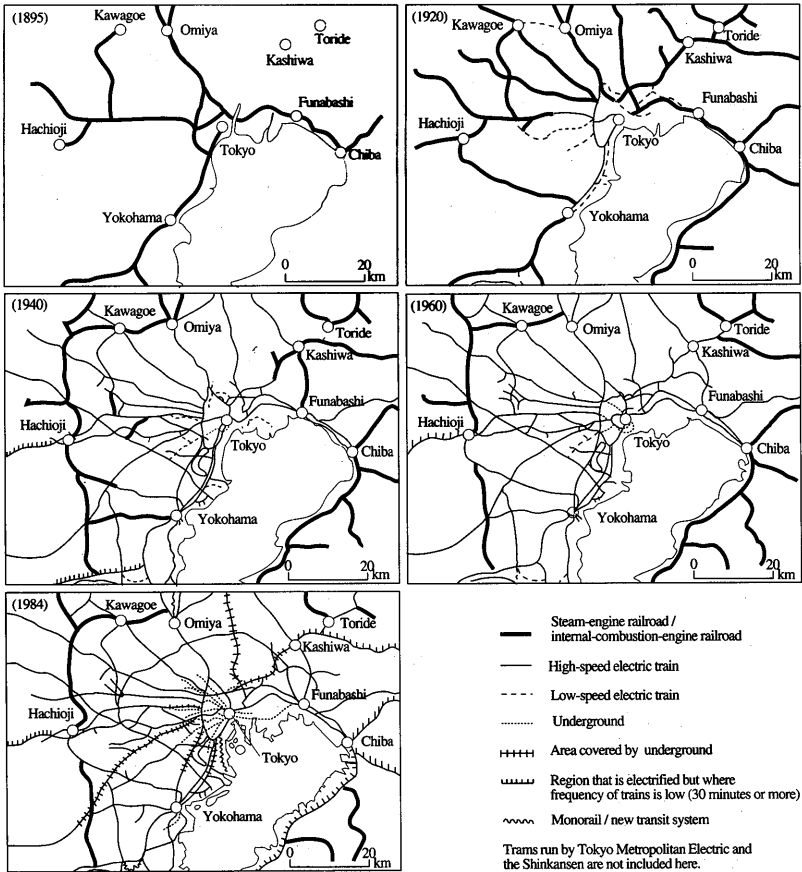 (1895)
Kawagoe
Omiya
Toride
Kashiwa
Funabashi
Hachioji
Tokyo
Chiba
Yokohama
0 20
km
(1920)
Kawagoe
Omiya
Toride
Kashiwa
Funabashi
Hachioji
Tokyo
Chiba
Yokohama
0 20
km
(1940)
Kawagoe
Omiya
Toride
Kashiwa
Funabashi
Hachioji
Tokyo
Chiba
Yokohama
0 20
km
(1960)
Kawagoe
Omiya
Toride
Kashiwa
Funabashi
Hachioji
Tokyo
Chiba
Yokohama
0 20
km
(1984)
Kawagoe
Omiya
Toride
Kashiwa
Funabashi
Hachioji
Chiba
Tokyo
Yokohama
0 20
km
Steam-engine railroad /
internal-combustion-engine railroad
High-speed electric train
Low-speed electric train
Underground
Area covered by underground
Region that is electrified but where
frequency of trains is low (30 minutes or more)
Monorail / new transit system
Trams run by Tokyo Metropolitan Electric and
the Shinkansen are not included here.